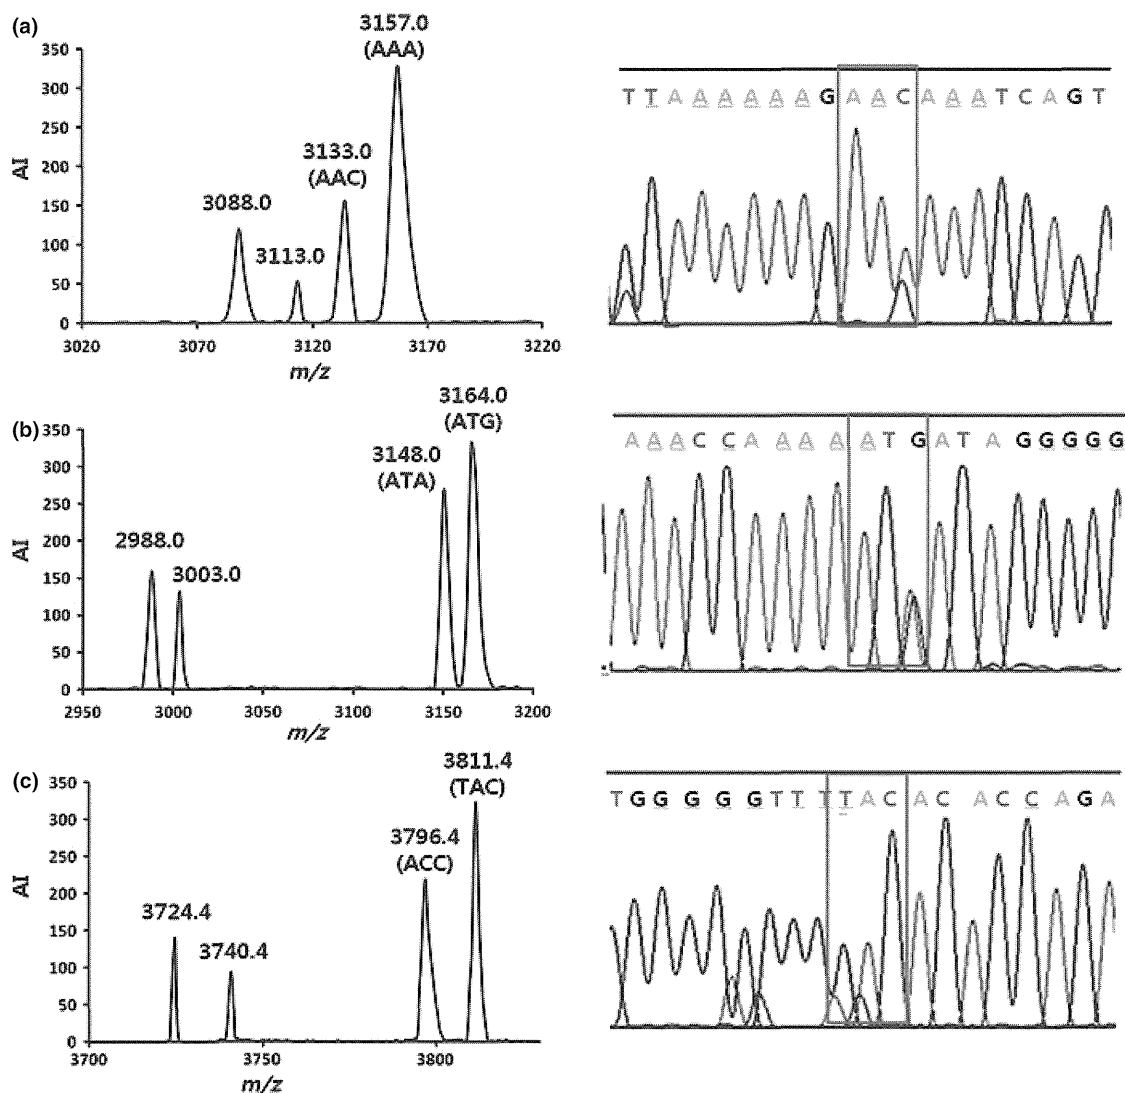 (a)
3157.0
(AAA)
3133.0
(AAC)
3088.0
3113.0
AI
350
300
250
200
150
100
50
0
3020 3070 3120 3170 3220
m/z
T T A A A A A A G A A C A A A T C A G T
(b)
3164.0
(ATG)
3148.0
(ATA)
2988.0
3003.0
AI
350
300
250
200
150
100
50
0
2950 3000 3050 3100 3150 3200
m/z
A A A C C A A A A A T G A T A G G G G G
(c)
3811.4
(TAC)
3796.4
(ACC)
3724.4
3740.4
AI
350
300
250
200
150
100
50
0
3700 3750 3800
m/z
T G G G G G T T T T A C A C A C C A G A